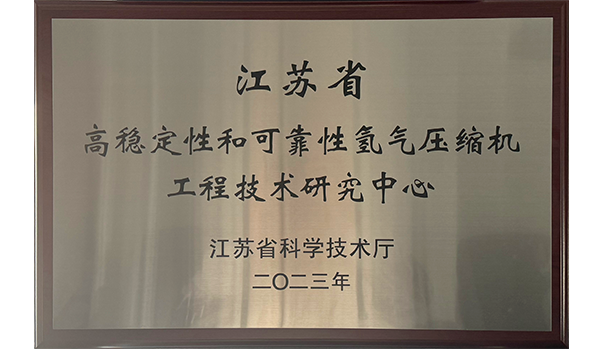 江苏省
高稳定性和可靠性氢气压缩机
工程技术研究中心
江苏省科学技术厅
二〇二三年